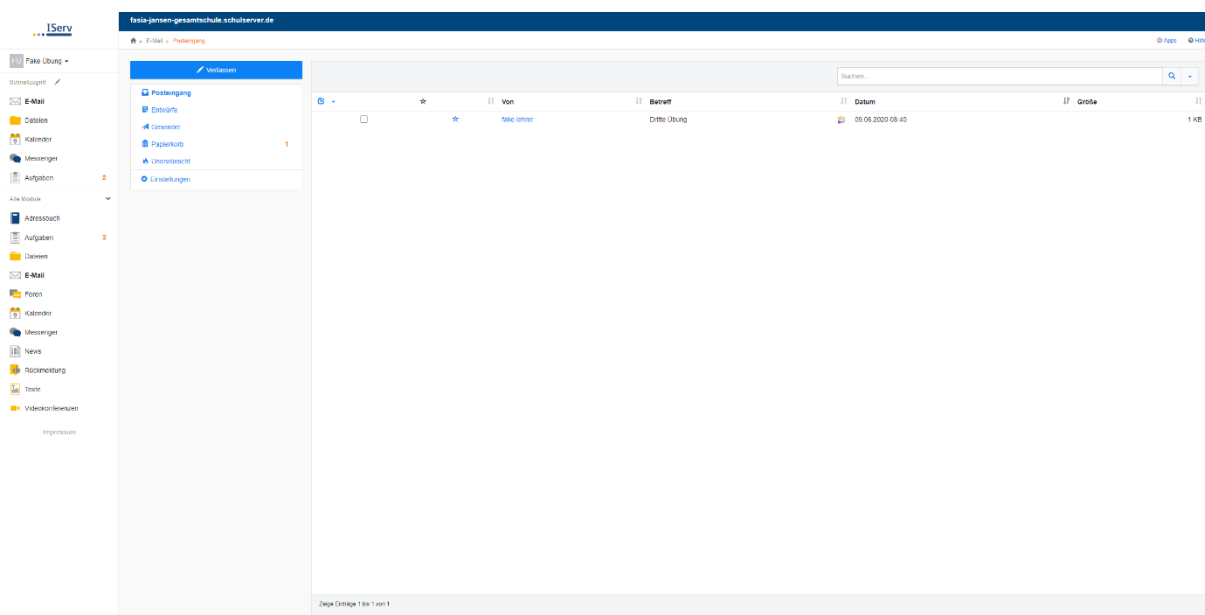 IServ
fasia-jansen-gesamtschule.schulserver.de
E-Mail » Posteingang
Apps Hilfe
FÜ Fake Übung
Schnellzugriff
E-Mail
Dateien
Kalender
Messenger
Aufgaben 2
Alle Module
Adressbuch
Aufgaben 2
Dateien
E-Mail
Foren
Kalender
Messenger
News
Rückmeldung
Texte
Videokonferenzen
Impressum
Verfassen
Posteingang
Entwürfe
Gesendet
Papierkorb 1
Unerwünscht
Einstellungen
Suchen...
Von Betreff Datum Größe
fake lehrer Dritte Übung 09.06.2020 08:40 1 KB
Zeige Einträge 1 bis 1 von 1